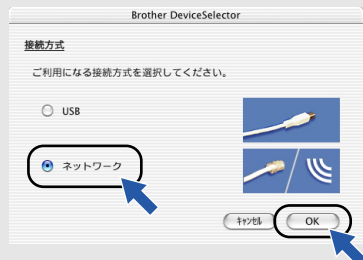 Brother DeviceSelector
接続方式
ご利用になる接続方式を選択してください。
USB
ネットワーク
キャンセル
OK